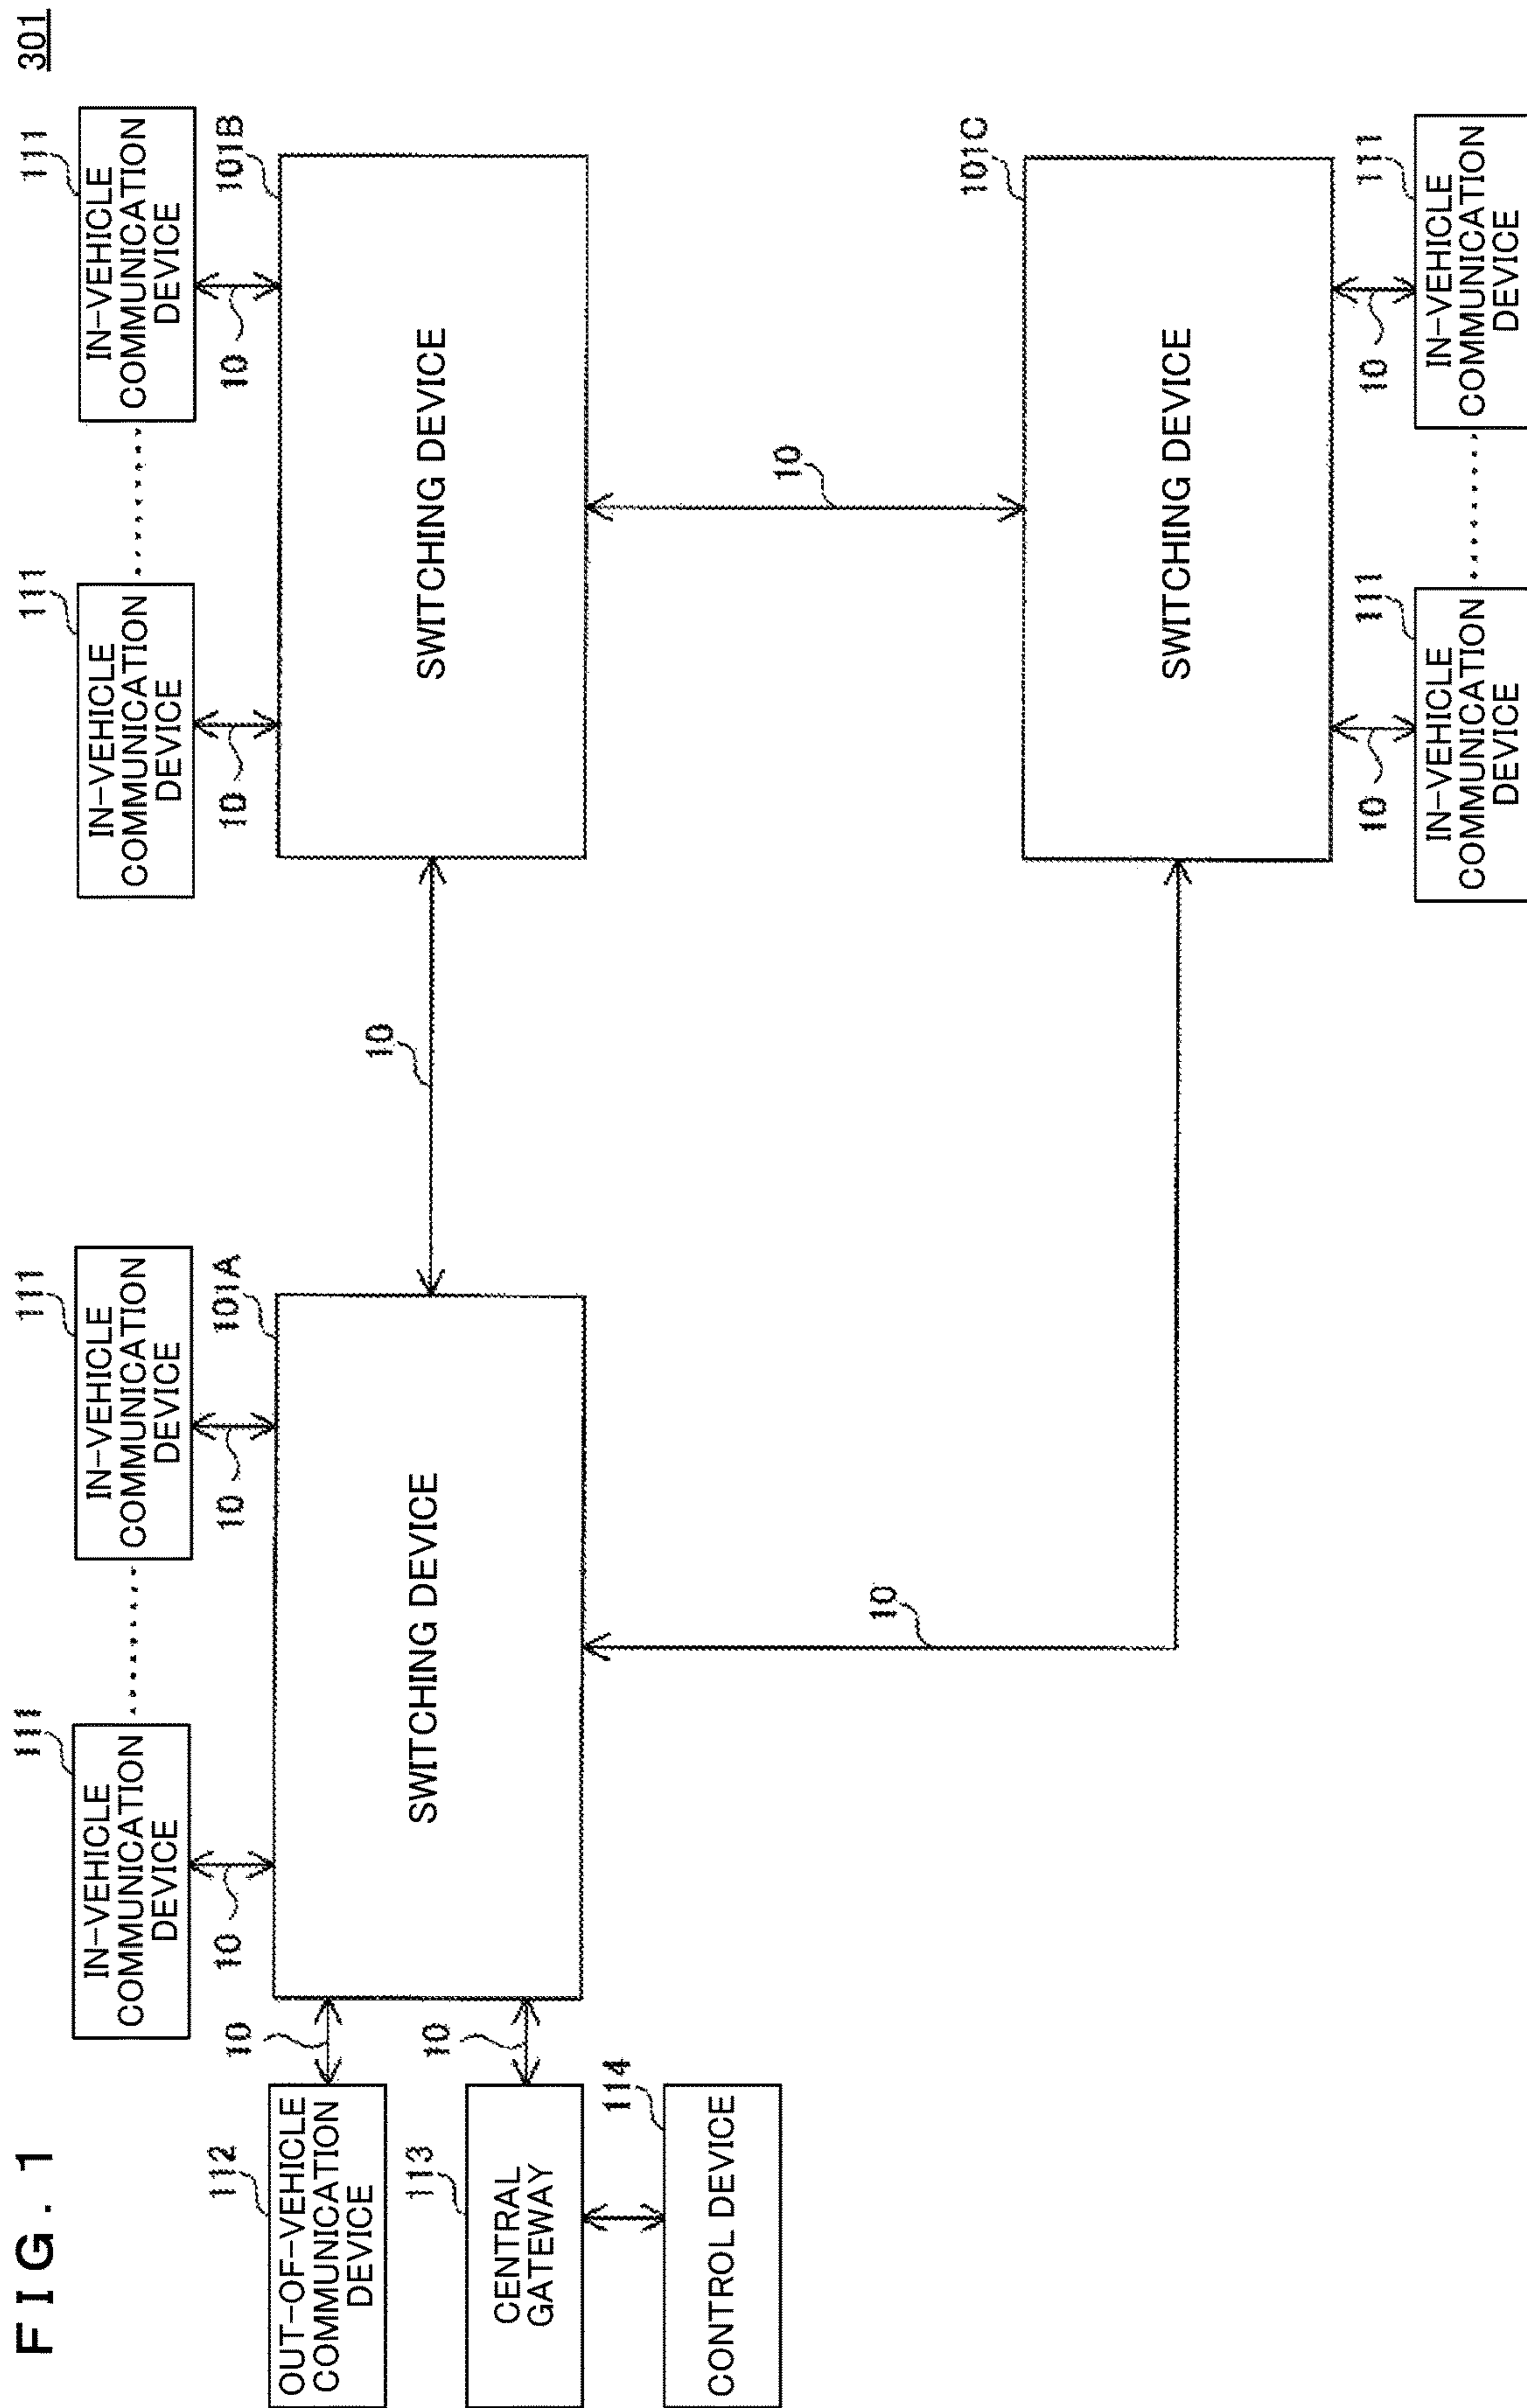 FIG. 1
301
111
111
111
111
IN-VEHICLE
COMMUNICATION
DEVICE
IN-VEHICLE
COMMUNICATION
DEVICE
IN-VEHICLE
COMMUNICATION
DEVICE
IN-VEHICLE
COMMUNICATION
DEVICE
112
10
10
101A
10
10
10
101B
OUT-OF-VEHICLE
COMMUNICATION
DEVICE
SWITCHING DEVICE
10
SWITCHING DEVICE
113
10
CENTRAL
GATEWAY
114
CONTROL DEVICE
10
10
101C
SWITCHING DEVICE
10
111
10
111
IN-VEHICLE
COMMUNICATION
DEVICE
IN-VEHICLE
COMMUNICATION
DEVICE